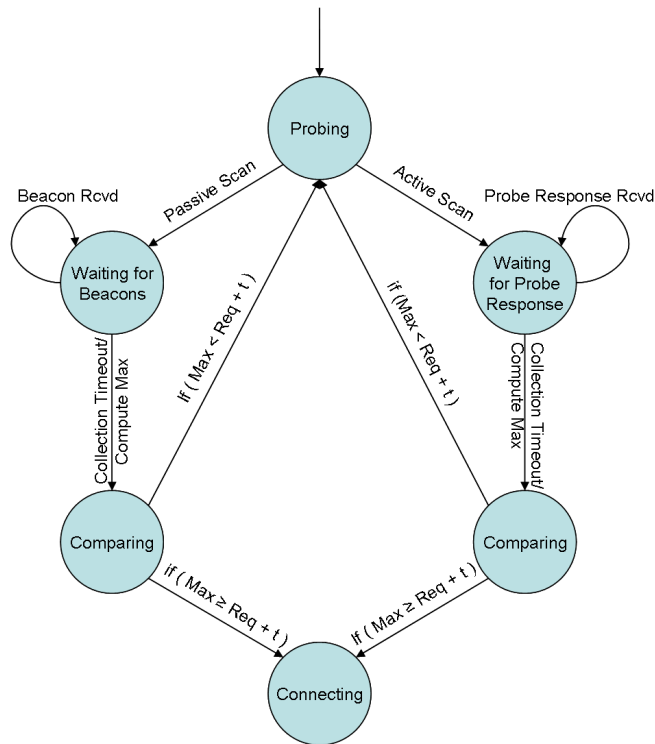 Probing
Passive Scan
Active Scan
Beacon Rcvd
Probe Response Rcvd
Waiting for
Beacons
Waiting
for Probe
Response
If ( Max < Req + t )
if (Max < Req + t )
Collection Timeout/
Compute Max
Collection Timeout/
Compute Max
Comparing
Comparing
if ( Max ≥ Req + t )
If ( Max ≥ Req + t )
Connecting